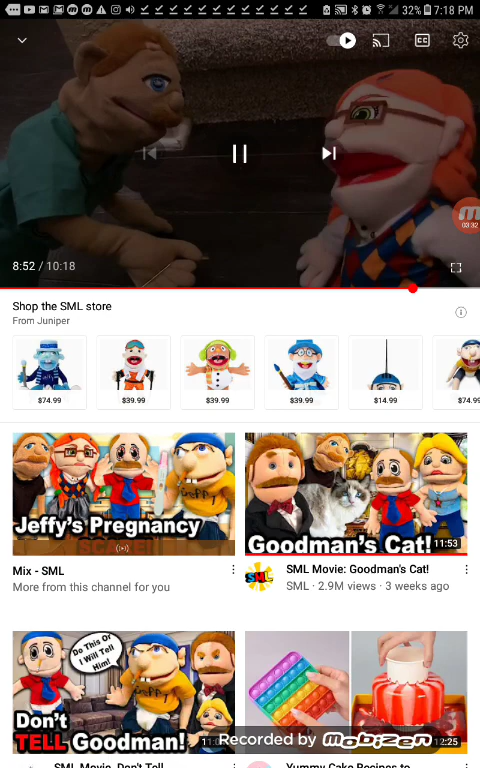 32% 7:18 PM
CC
03:32
8:52 / 10:18
Shop the SML store
From Juniper
$74.99
$39.99
$39.99
$39.99
$14.99
$74.99
Jeffy's Pregnancy
Goodman's Cat!
11:53
Mix - SML
More from this channel for you
SML
SML Movie: Goodman's Cat!
SML · 2.9M views · 3 weeks ago
Do This Or
I Will Tell
Him!
Jeffy
Don't
TELL Goodman!
12:25
Recorded by MOBIZEN
SML Movie: Don't Tell
Yummy Cake Recipes to